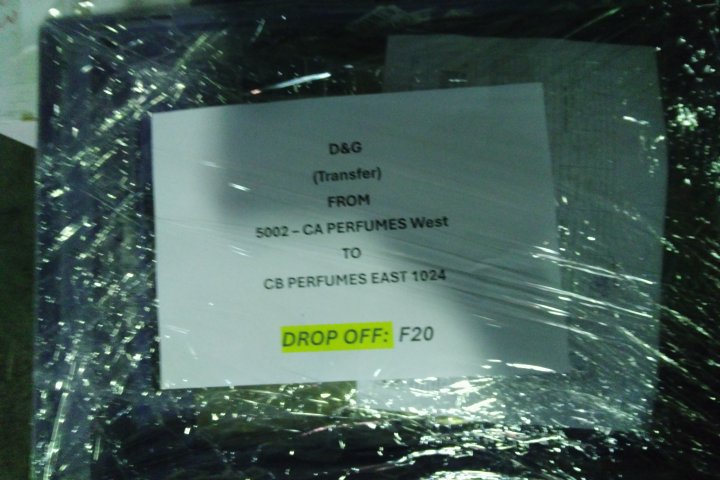 D&G
(Transfer)
FROM
5002 – CA PERFUMES West
TO
CB PERFUMES EAST 1024
DROP OFF: F20